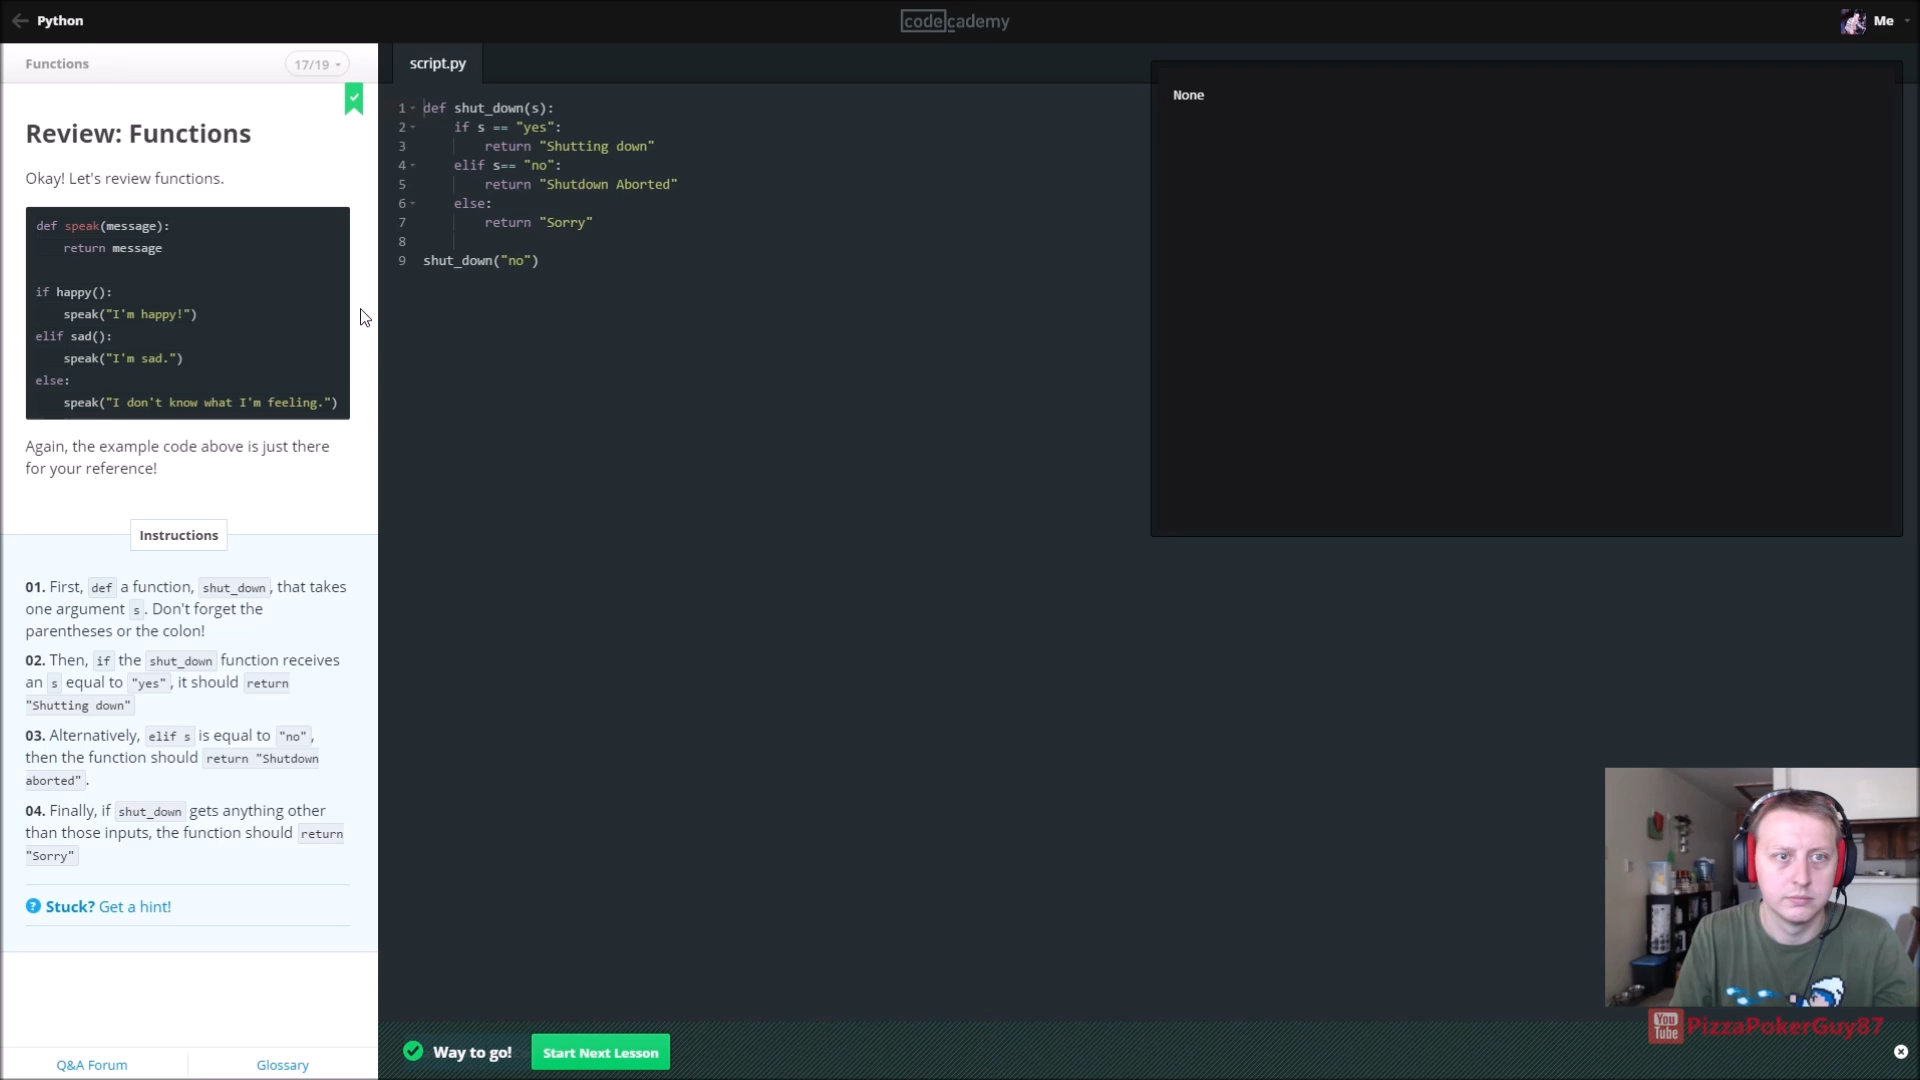 Python
codecademy
Me
Functions
17/19
script.py
Review: Functions
Okay! Let's review functions.
def speak(message):
return message
if happy():
speak("I'm happy!")
elif sad():
speak("I'm sad.")
else:
speak("I don't know what I'm feeling.")
Again, the example code above is just there
for your reference!
Instructions
01. First, def a function, shut_down, that takes
one argument s. Don't forget the
parentheses or the colon!
02. Then, if the shut_down function receives
an s equal to "yes", it should return
"Shutting down"
03. Alternatively, elif s is equal to "no",
then the function should return "Shutdown
aborted".
04. Finally, if shut_down gets anything other
than those inputs, the function should return
"Sorry"
Stuck? Get a hint!
Q&A Forum
Glossary
1 def shut_down(s):
2 if s == "yes":
3 return "Shutting down"
4 elif s== "no":
5 return "Shutdown Aborted"
6 else:
7 return "Sorry"
8
9 shut_down("no")
None
Way to go!
Start Next Lesson
You Tube PizzaPokerGuy87